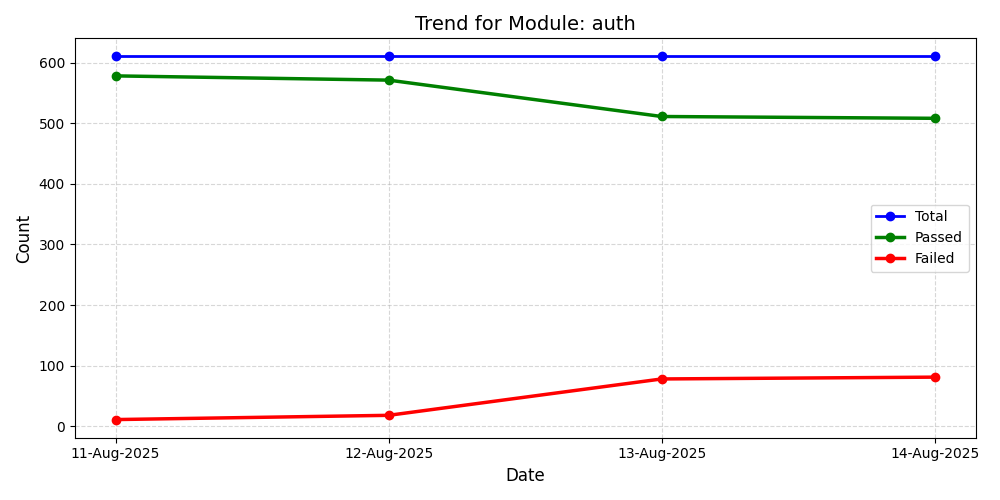 Trend for Module: auth
600
500
400
300
200
100
0
Count
Total
Passed
Failed
11-Aug-2025 12-Aug-2025 13-Aug-2025 14-Aug-2025
Date